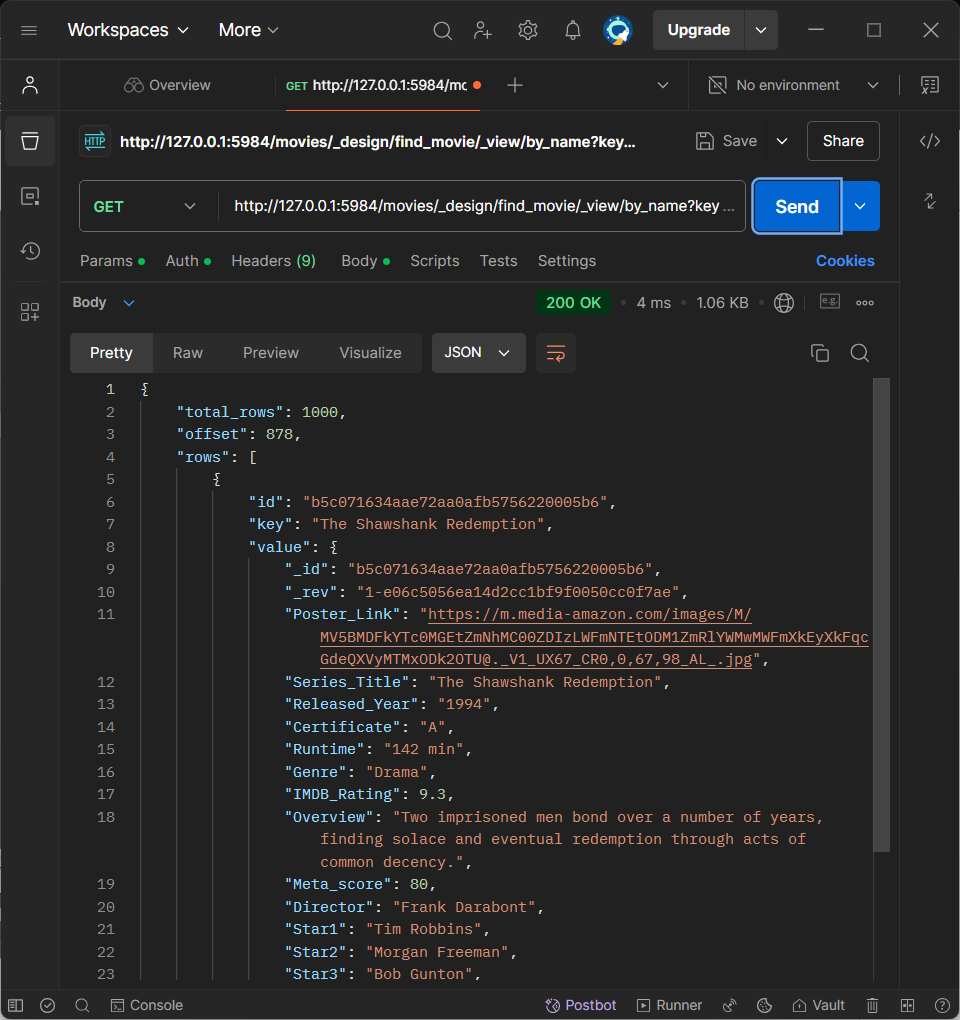 Workspaces More Upgrade
Overview GET http://127.0.0.1:5984/mo No environment
HTTP http://127.0.0.1:5984/movies/_design/find_movie/_view/by_name?key... Save Share
GET http://127.0.0.1:5984/movies/_design/find_movie/_view/by_name?key ... Send
Params Auth Headers (9) Body Scripts Tests Settings Cookies
Body 200 OK 4 ms 1.06 KB e.g.
Pretty Raw Preview Visualize JSON
1 {
2 "total_rows": 1000,
3 "offset": 878,
4 "rows": [
5 {
6 "id": "b5c071634aae72aa0afb5756220005b6",
7 "key": "The Shawshank Redemption",
8 "value": {
9 "_id": "b5c071634aae72aa0afb5756220005b6",
10 "_rev": "1-e06c5056ea14d2cc1bf9f0050cc0f7ae",
11 "Poster_Link": "https://m.media-amazon.com/images/M/
MV5BMDFkYTc0MGEtZmNhMC00ZDIzLWFmNTEtODM1ZmRlYWMwMWFmXkEyXkFqc
GdeQXVyMTMxODk2OTU@._V1_UX67_CR0,0,67,98_AL_.jpg",
12 "Series_Title": "The Shawshank Redemption",
13 "Released_Year": "1994",
14 "Certificate": "A",
15 "Runtime": "142 min",
16 "Genre": "Drama",
17 "IMDB_Rating": 9.3,
18 "Overview": "Two imprisoned men bond over a number of years,
finding solace and eventual redemption through acts of
common decency.",
19 "Meta_score": 80,
20 "Director": "Frank Darabont",
21 "Star1": "Tim Robbins",
22 "Star2": "Morgan Freeman",
23 "Star3": "Bob Gunton",
Console Postbot Runner Vault